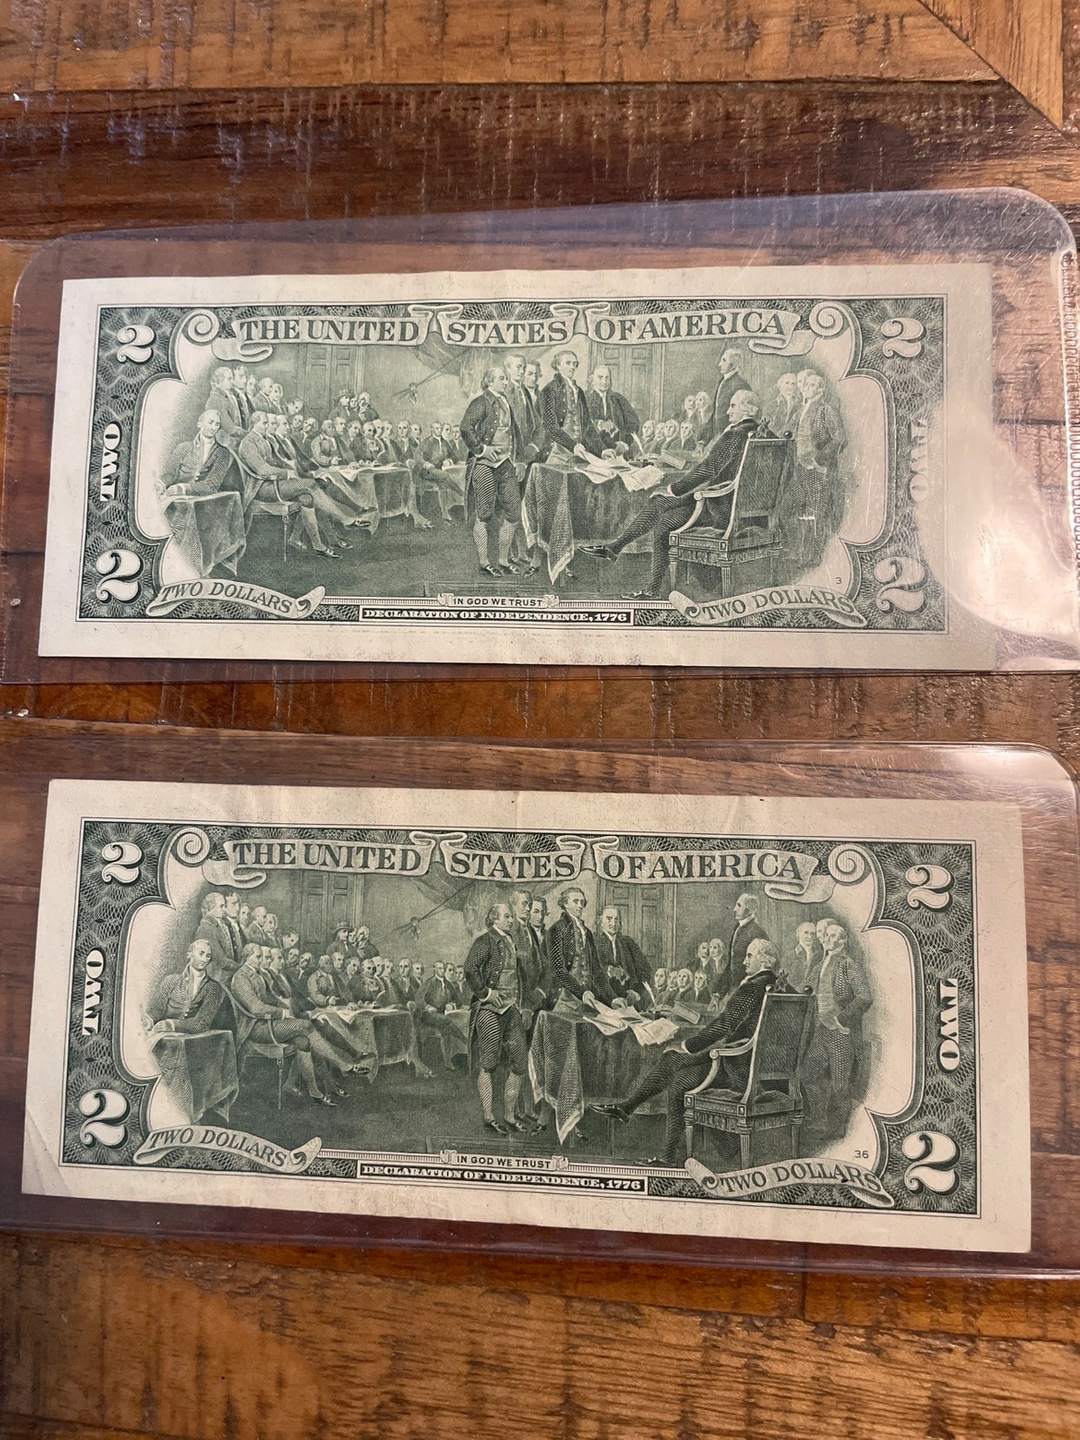 THE UNITED STATES OF AMERICA
2 2
TWO TWO
2 3 2
TWO DOLLARS IN GOD WE TRUST TWO DOLLARS
DECLARATION OF INDEPENDENCE, 1776
THE UNITED STATES OF AMERICA
2 2
TWO TWO
2 36 2
TWO DOLLARS IN GOD WE TRUST TWO DOLLARS
DECLARATION OF INDEPENDENCE, 1776